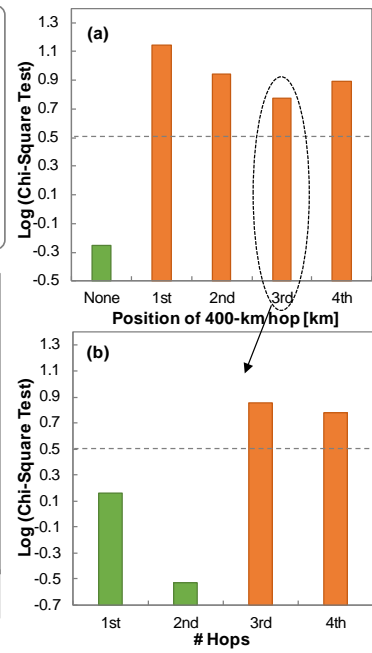 (a)
Log (Chi-Square Test)
1.3
1.1
0.9
0.7
0.5
0.3
0.1
-0.1
-0.3
-0.5
None 1st 2nd 3rd 4th
Position of 400-km hop [km]
(b)
Log (Chi-Square Test)
1.3
1.1
0.9
0.7
0.5
0.3
0.1
-0.1
-0.3
-0.5
-0.7
1st 2nd 3rd 4th
# Hops